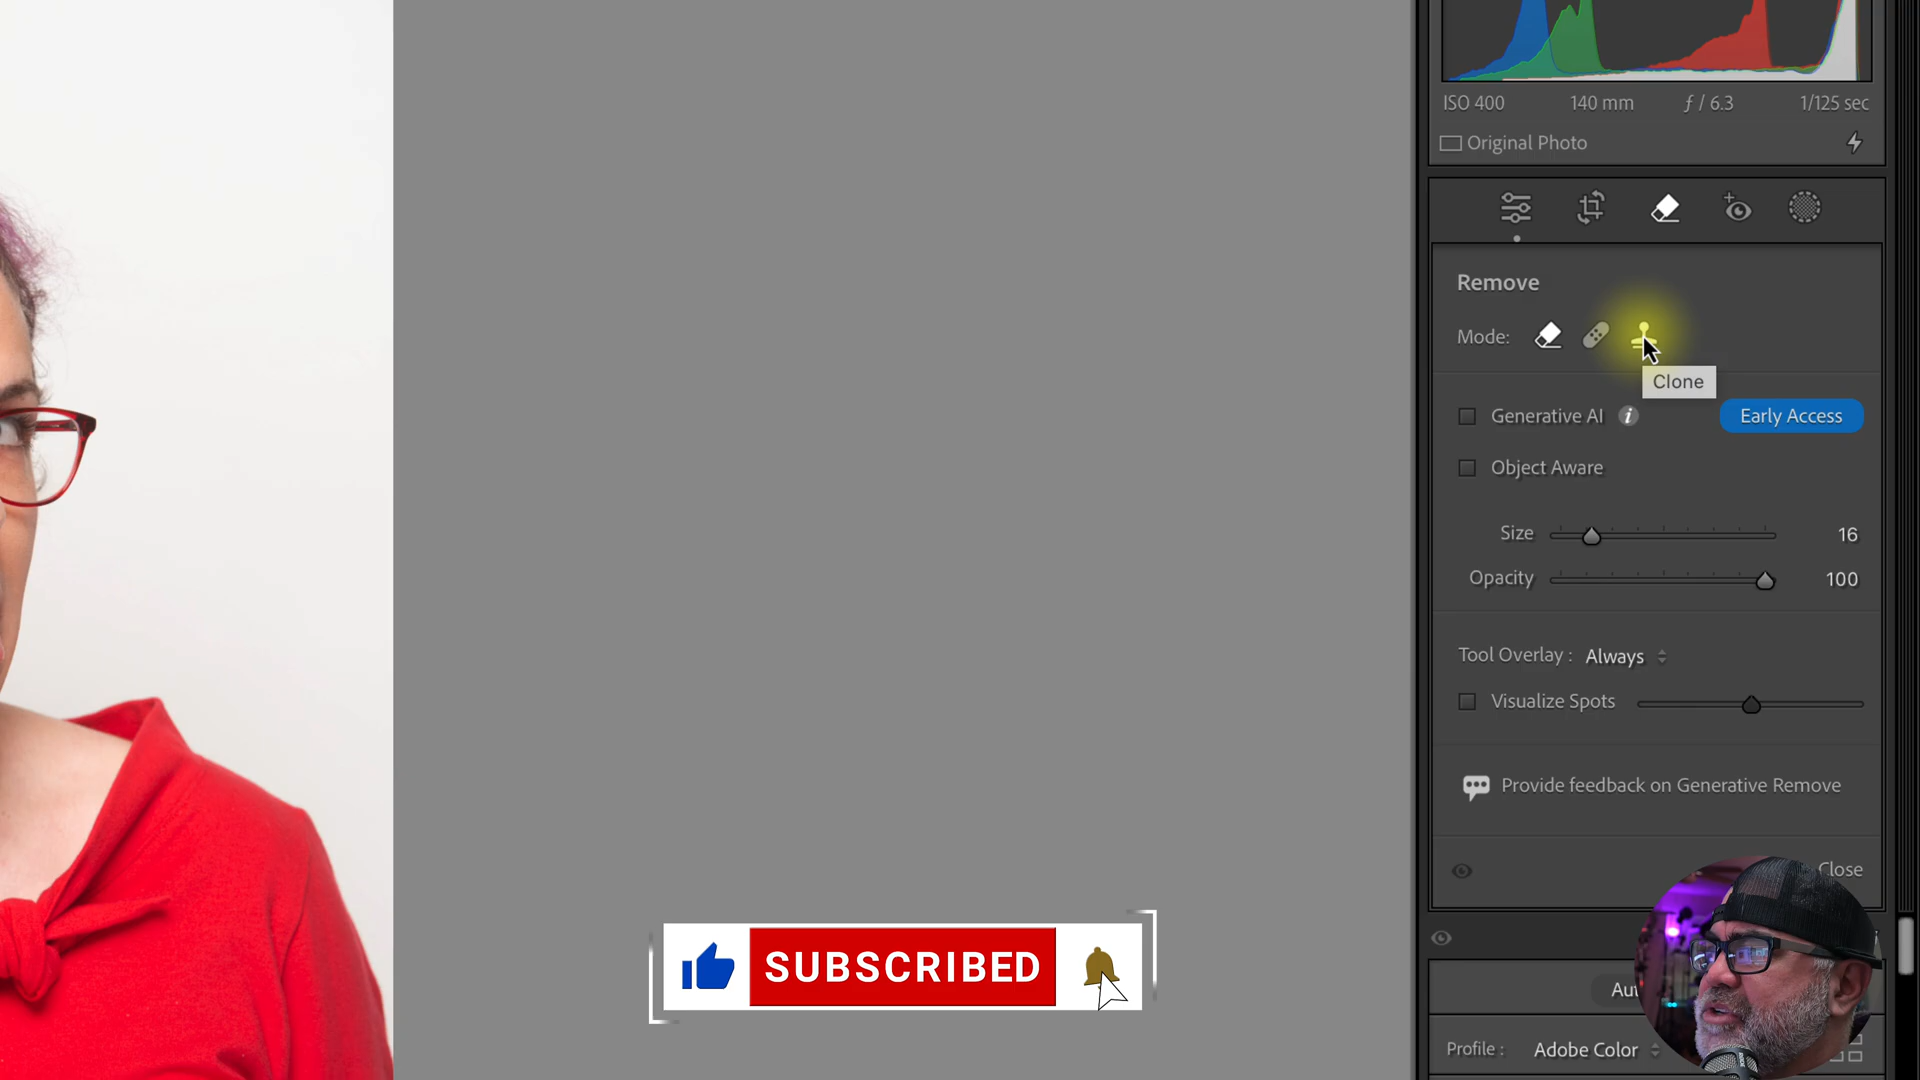 ISO 400 140 mm ƒ / 6.3 1/125 sec
Original Photo
Remove
Mode:
Clone
Generative AI i Early Access
Object Aware
Size 16
Opacity 100
Tool Overlay : Always
Visualize Spots
Provide feedback on Generative Remove
Close
SUBSCRIBED
Profile : Adobe Color